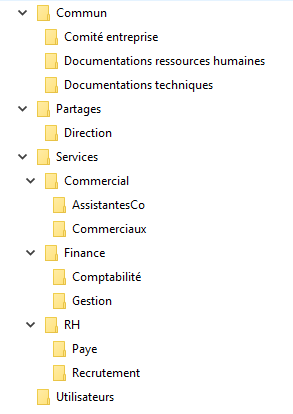 Commun
Comité entreprise
Documentations ressources humaines
Documentations techniques
Partages
Direction
Services
Commercial
AssistantesCo
Commerciaux
Finance
Comptabilité
Gestion
RH
Paye
Recrutement
Utilisateurs